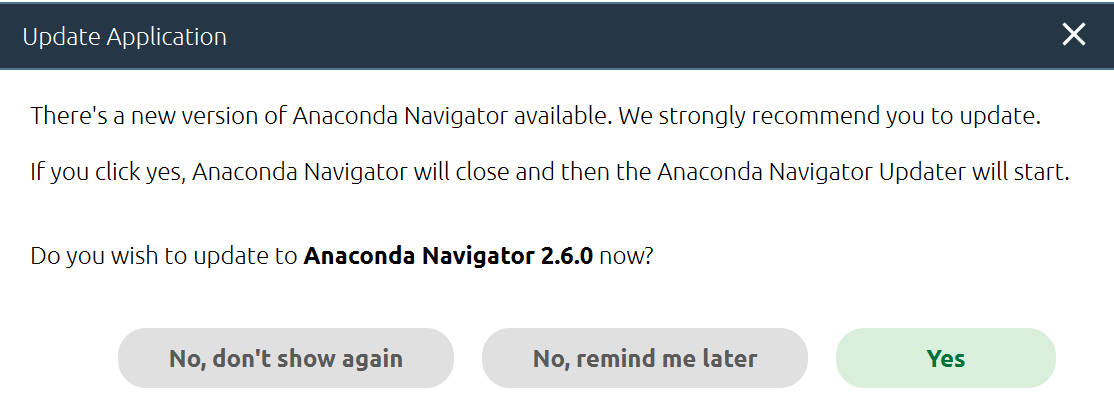 Update Application
There's a new version of Anaconda Navigator available. We strongly recommend you to update.
If you click yes, Anaconda Navigator will close and then the Anaconda Navigator Updater will start.
Do you wish to update to Anaconda Navigator 2.6.0 now?
No, don't show again
No, remind me later
Yes